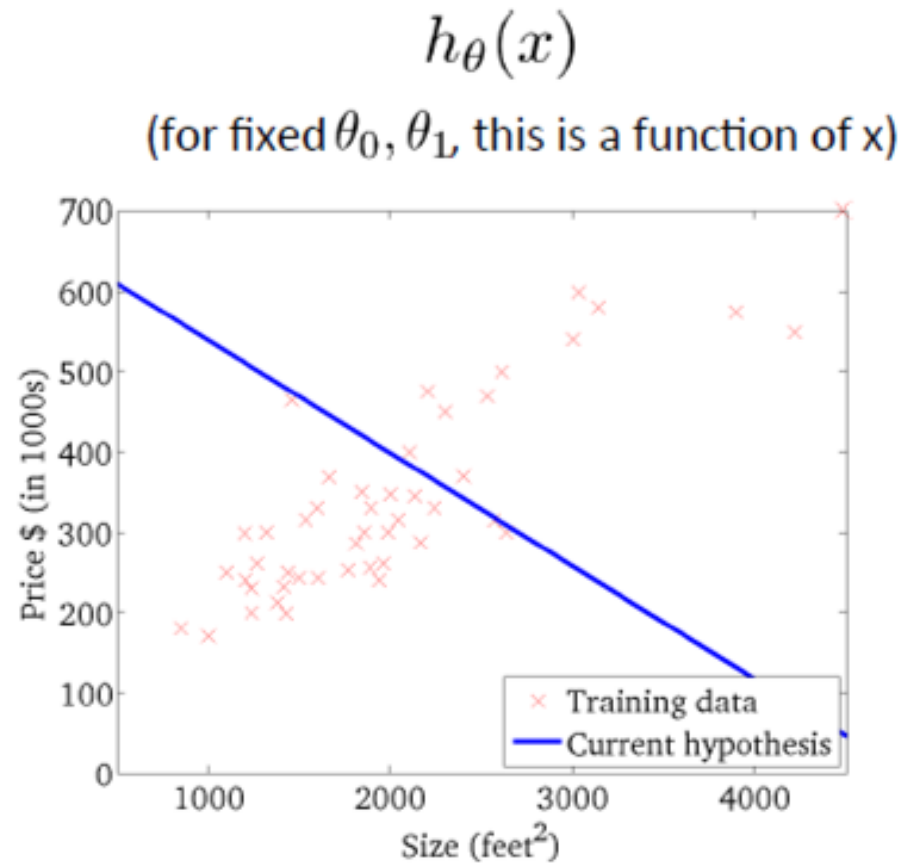 hθ(x)
(for fixed θ0, θ1, this is a function of x)
700
600
500
400
300
200
100
0
Price $ (in 1000s)
Training data
Current hypothesis
1000 2000 3000 4000
Size (feet²)